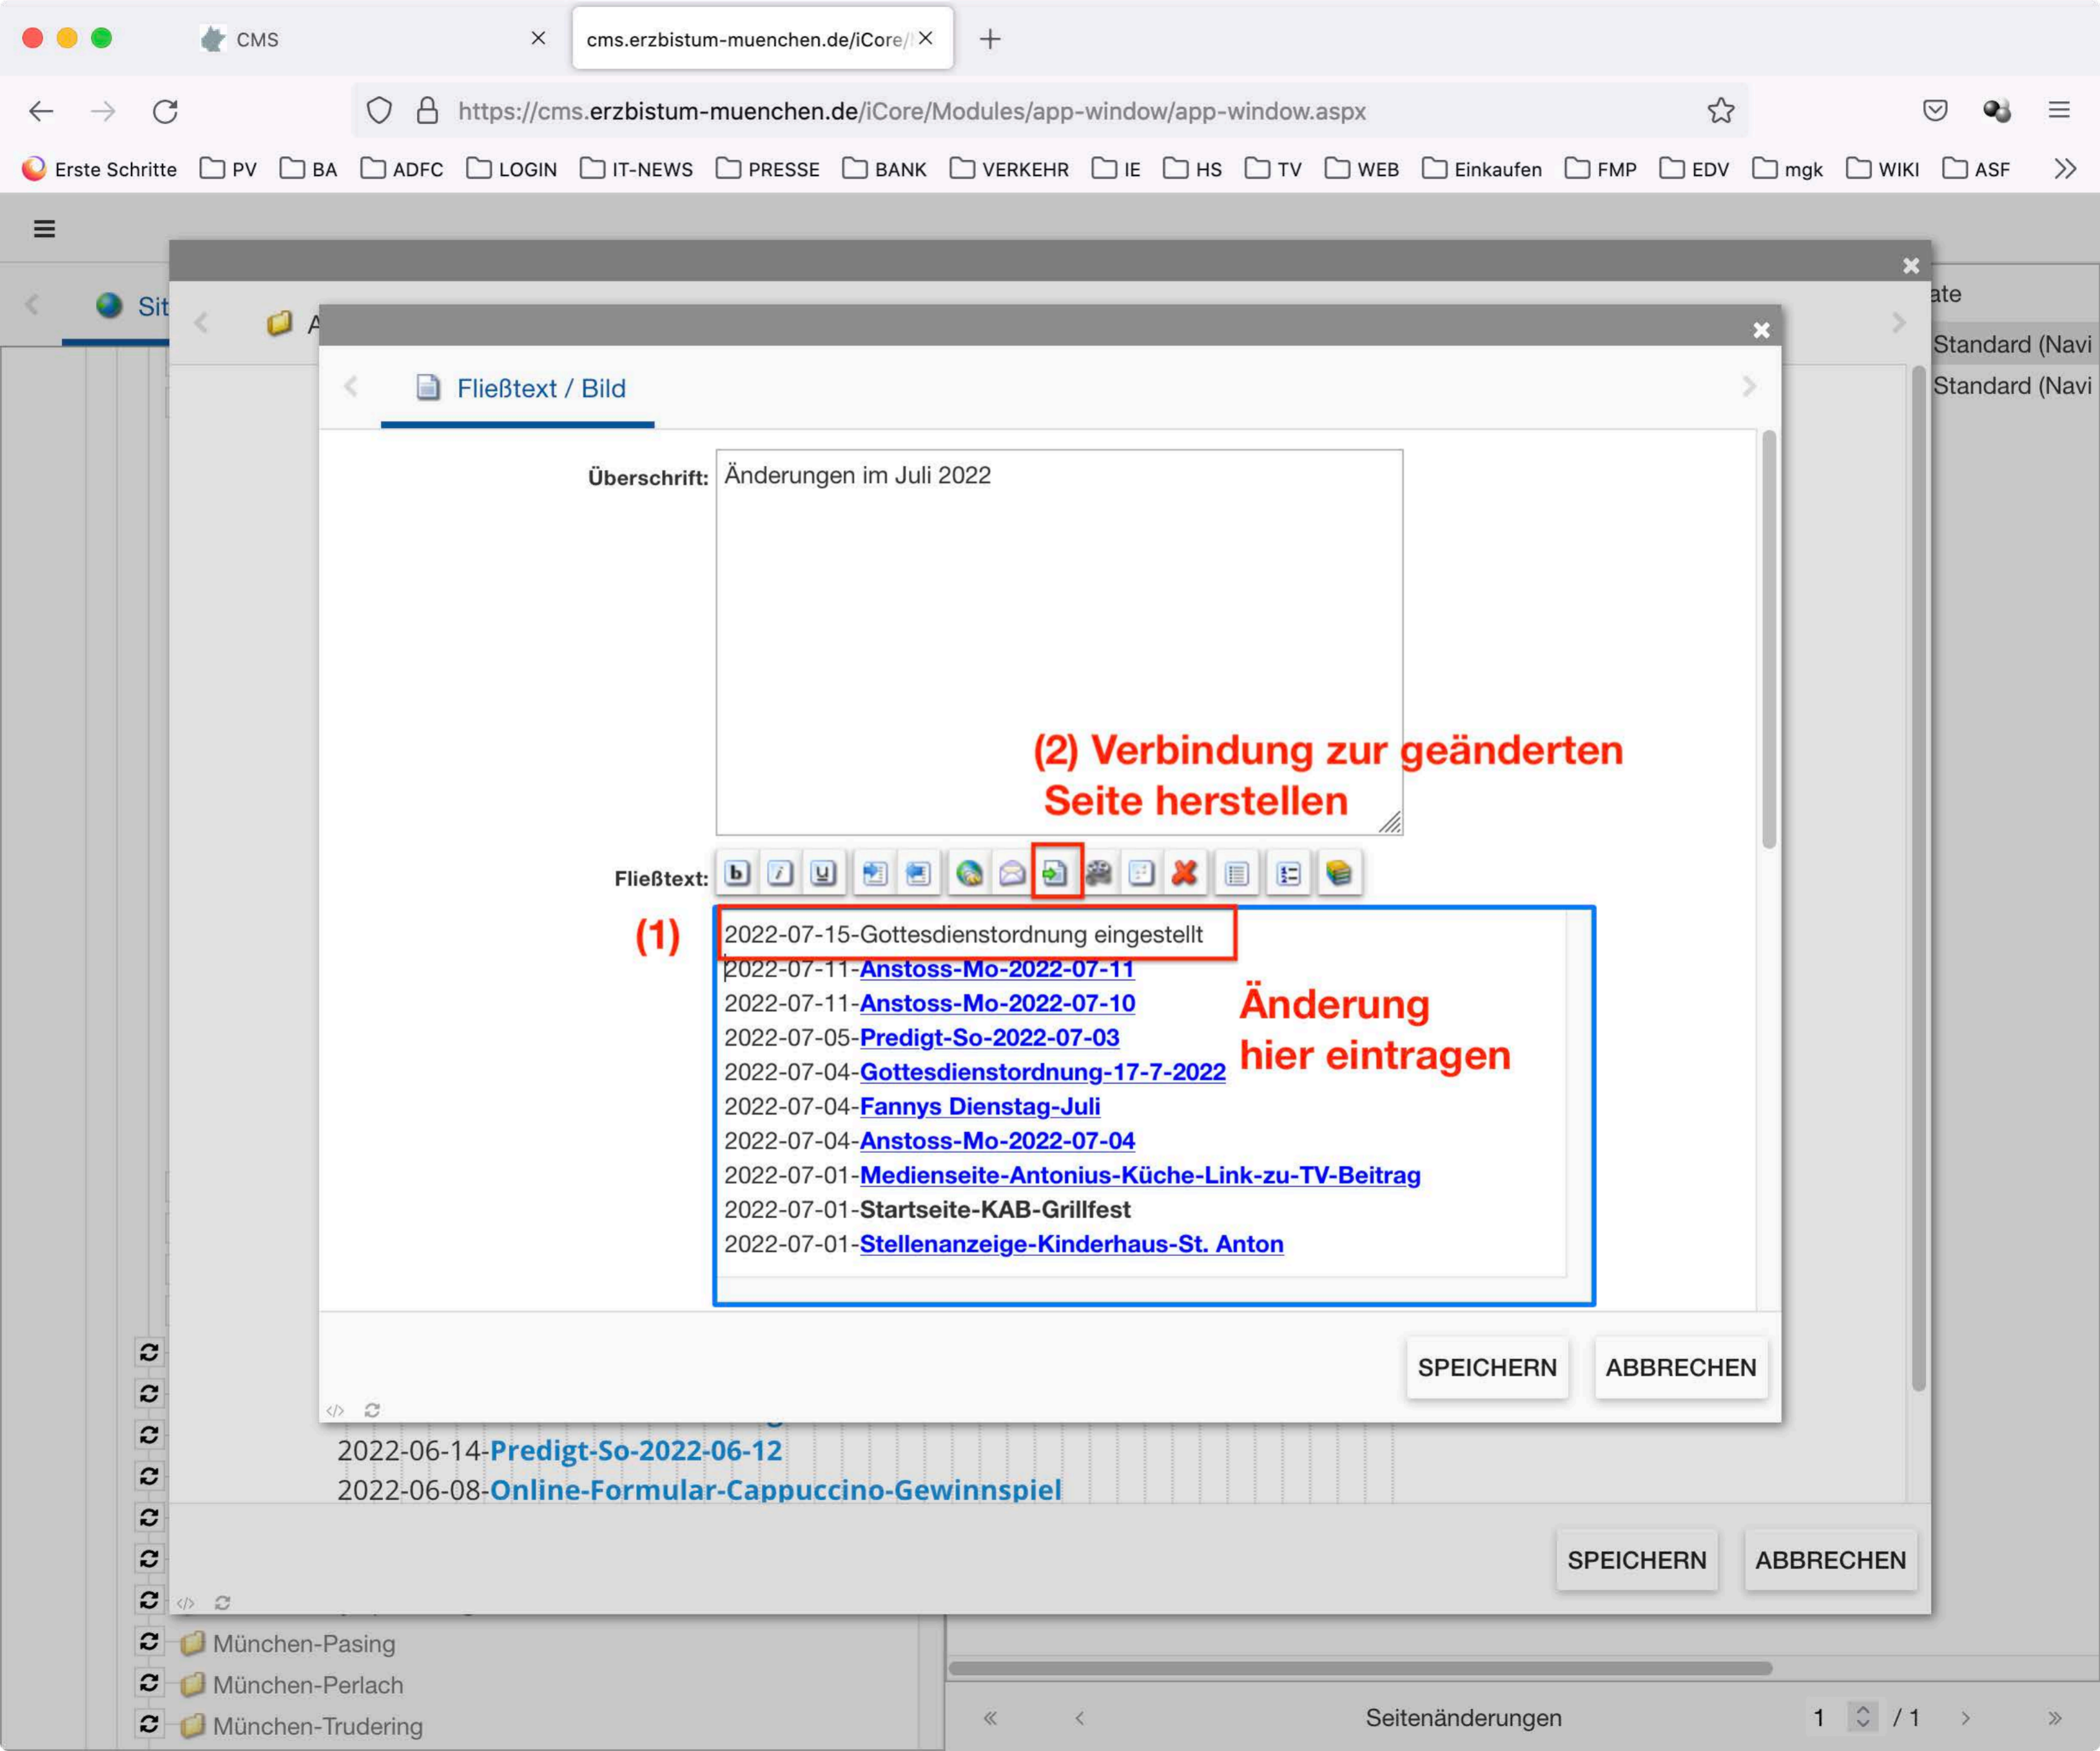 CMS
cms.erzbistum-muenchen.de/iCore/
https://cms.erzbistum-muenchen.de/iCore/Modules/app-window/app-window.aspx
Erste Schritte PV BA ADFC LOGIN IT-NEWS PRESSE BANK VERKEHR IE HS TV WEB Einkaufen FMP EDV mgk WIKI ASF
Sit
A
ate
Standard (Navi
Standard (Navi
Fließtext / Bild
Überschrift: Änderungen im Juli 2022
(2) Verbindung zur geänderten
Seite herstellen
Fließtext: b i u
(1)
2022-07-15-Gottesdienstordnung eingestellt
2022-07-11-Anstoss-Mo-2022-07-11
2022-07-11-Anstoss-Mo-2022-07-10
2022-07-05-Predigt-So-2022-07-03
2022-07-04-Gottesdienstordnung-17-7-2022
2022-07-04-Fannys Dienstag-Juli
2022-07-04-Anstoss-Mo-2022-07-04
2022-07-01-Medienseite-Antonius-Küche-Link-zu-TV-Beitrag
2022-07-01-Startseite-KAB-Grillfest
2022-07-01-Stellenanzeige-Kinderhaus-St. Anton
Änderung
hier eintragen
SPEICHERN ABBRECHEN
2022-06-14-Predigt-So-2022-06-12
2022-06-08-Online-Formular-Cappuccino-Gewinnspiel
SPEICHERN ABBRECHEN
München-Pasing
München-Perlach
München-Trudering
« < Seitenänderungen 1 / 1 > »